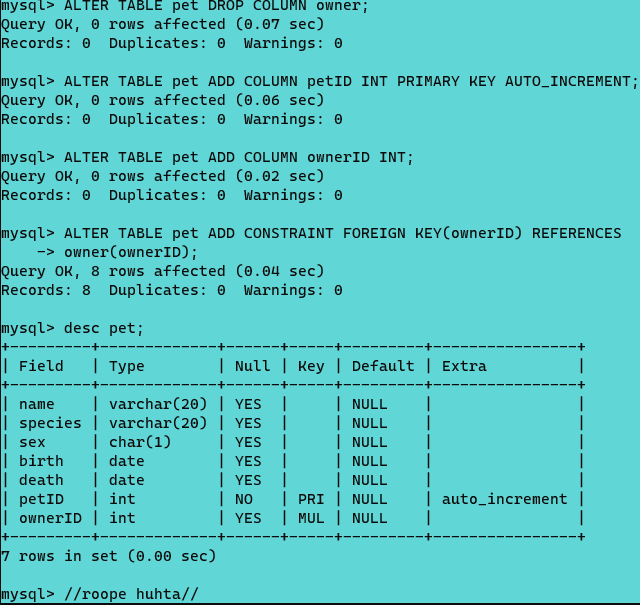 mysql> ALTER TABLE pet DROP COLUMN owner;
Query OK, 0 rows affected (0.07 sec)
Records: 0  Duplicates: 0  Warnings: 0

mysql> ALTER TABLE pet ADD COLUMN petID INT PRIMARY KEY AUTO_INCREMENT;
Query OK, 0 rows affected (0.06 sec)
Records: 0  Duplicates: 0  Warnings: 0

mysql> ALTER TABLE pet ADD COLUMN ownerID INT;
Query OK, 0 rows affected (0.02 sec)
Records: 0  Duplicates: 0  Warnings: 0

mysql> ALTER TABLE pet ADD CONSTRAINT FOREIGN KEY(ownerID) REFERENCES
    -> owner(ownerID);
Query OK, 8 rows affected (0.04 sec)
Records: 8  Duplicates: 0  Warnings: 0

mysql> desc pet;
+---------+-------------+------+-----+---------+----------------+
| Field   | Type        | Null | Key | Default | Extra          |
+---------+-------------+------+-----+---------+----------------+
| name    | varchar(20) | YES  |     | NULL    |                |
| species | varchar(20) | YES  |     | NULL    |                |
| sex     | char(1)     | YES  |     | NULL    |                |
| birth   | date        | YES  |     | NULL    |                |
| death   | date        | YES  |     | NULL    |                |
| petID   | int         | NO   | PRI | NULL    | auto_increment |
| ownerID | int         | YES  | MUL | NULL    |                |
+---------+-------------+------+-----+---------+----------------+
7 rows in set (0.00 sec)

mysql> //roope huhta//